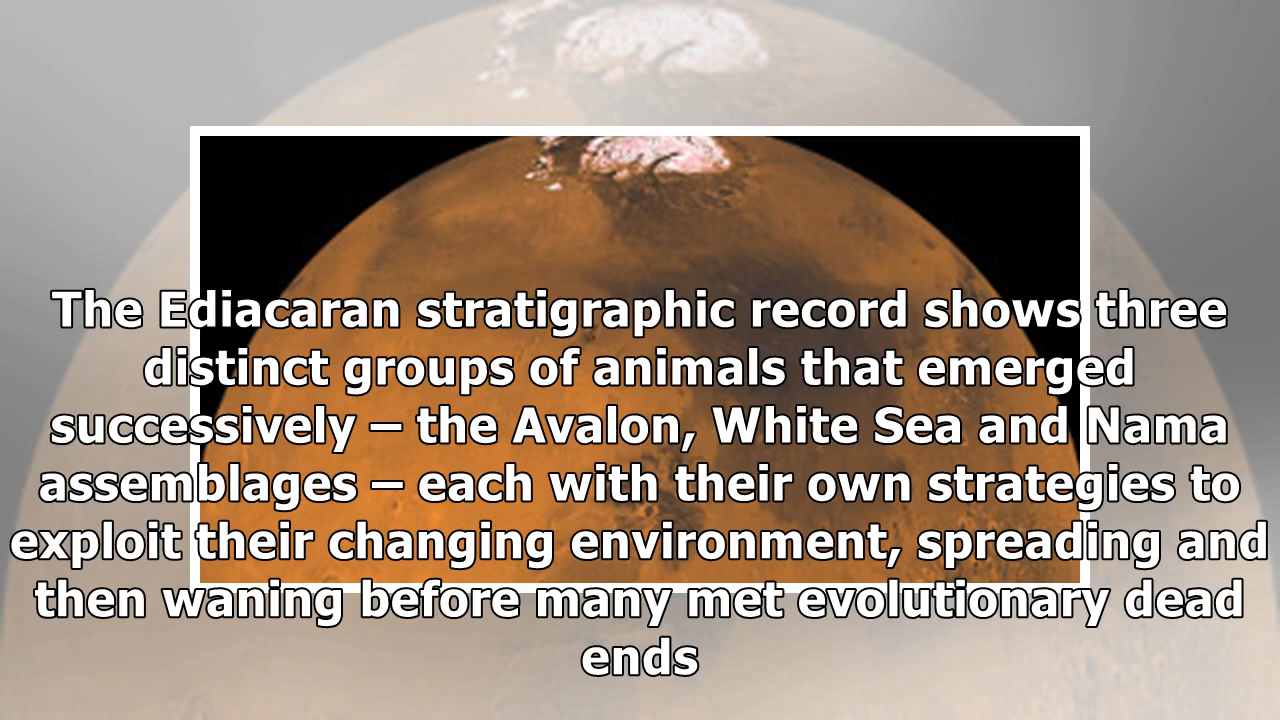 The Ediacaran stratigraphic record shows three
distinct groups of animals that emerged
successively – the Avalon, White Sea and Nama
assemblages – each with their own strategies to
exploit their changing environment, spreading and
then waning before many met evolutionary dead
ends